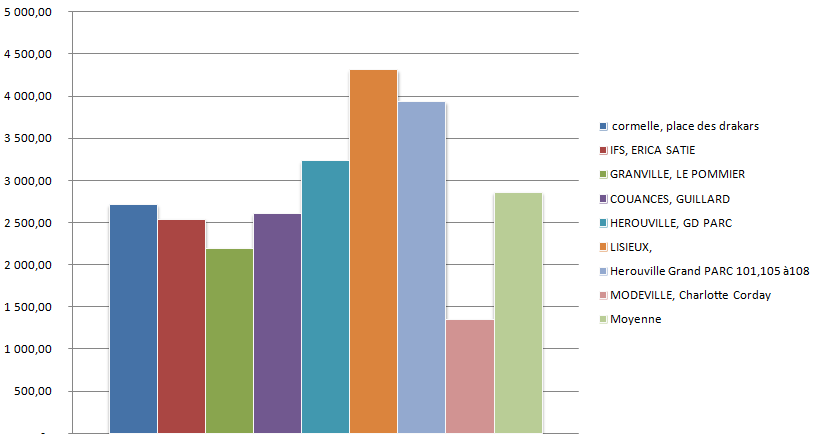 5 000,00
4 500,00
4 000,00
3 500,00
3 000,00
2 500,00
2 000,00
1 500,00
1 000,00
500,00
-
cormelle, place des drakars
IFS, ERICA SATIE
GRANVILLE, LE POMMIER
COUANCES, GUILLARD
HEROUVILLE, GD PARC
LISIEUX,
Herouville Grand PARC 101,105 à108
MODEVILLE, Charlotte Corday
Moyenne